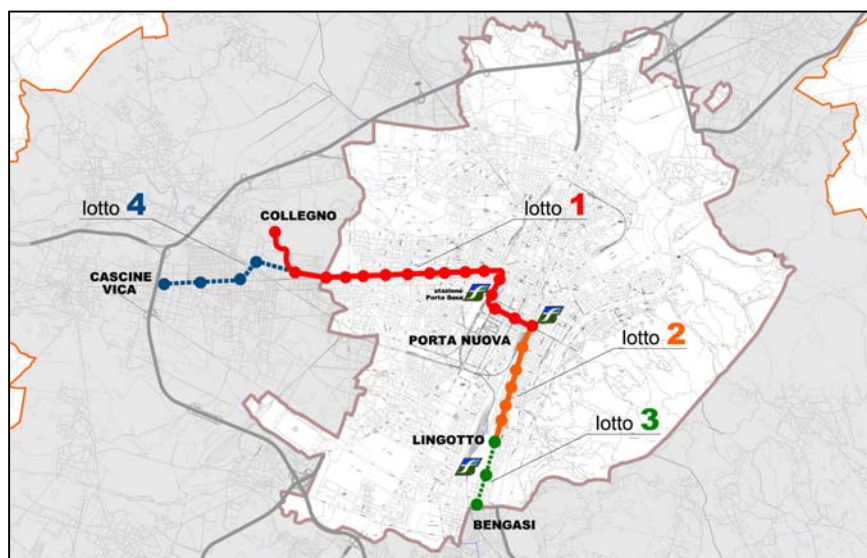 lotto 4
COLLEGNO
lotto 1
CASCINE
VICA
stazione
Porta Susa
PORTA NUOVA
lotto 2
LINGOTTO
lotto 3
BENGASI